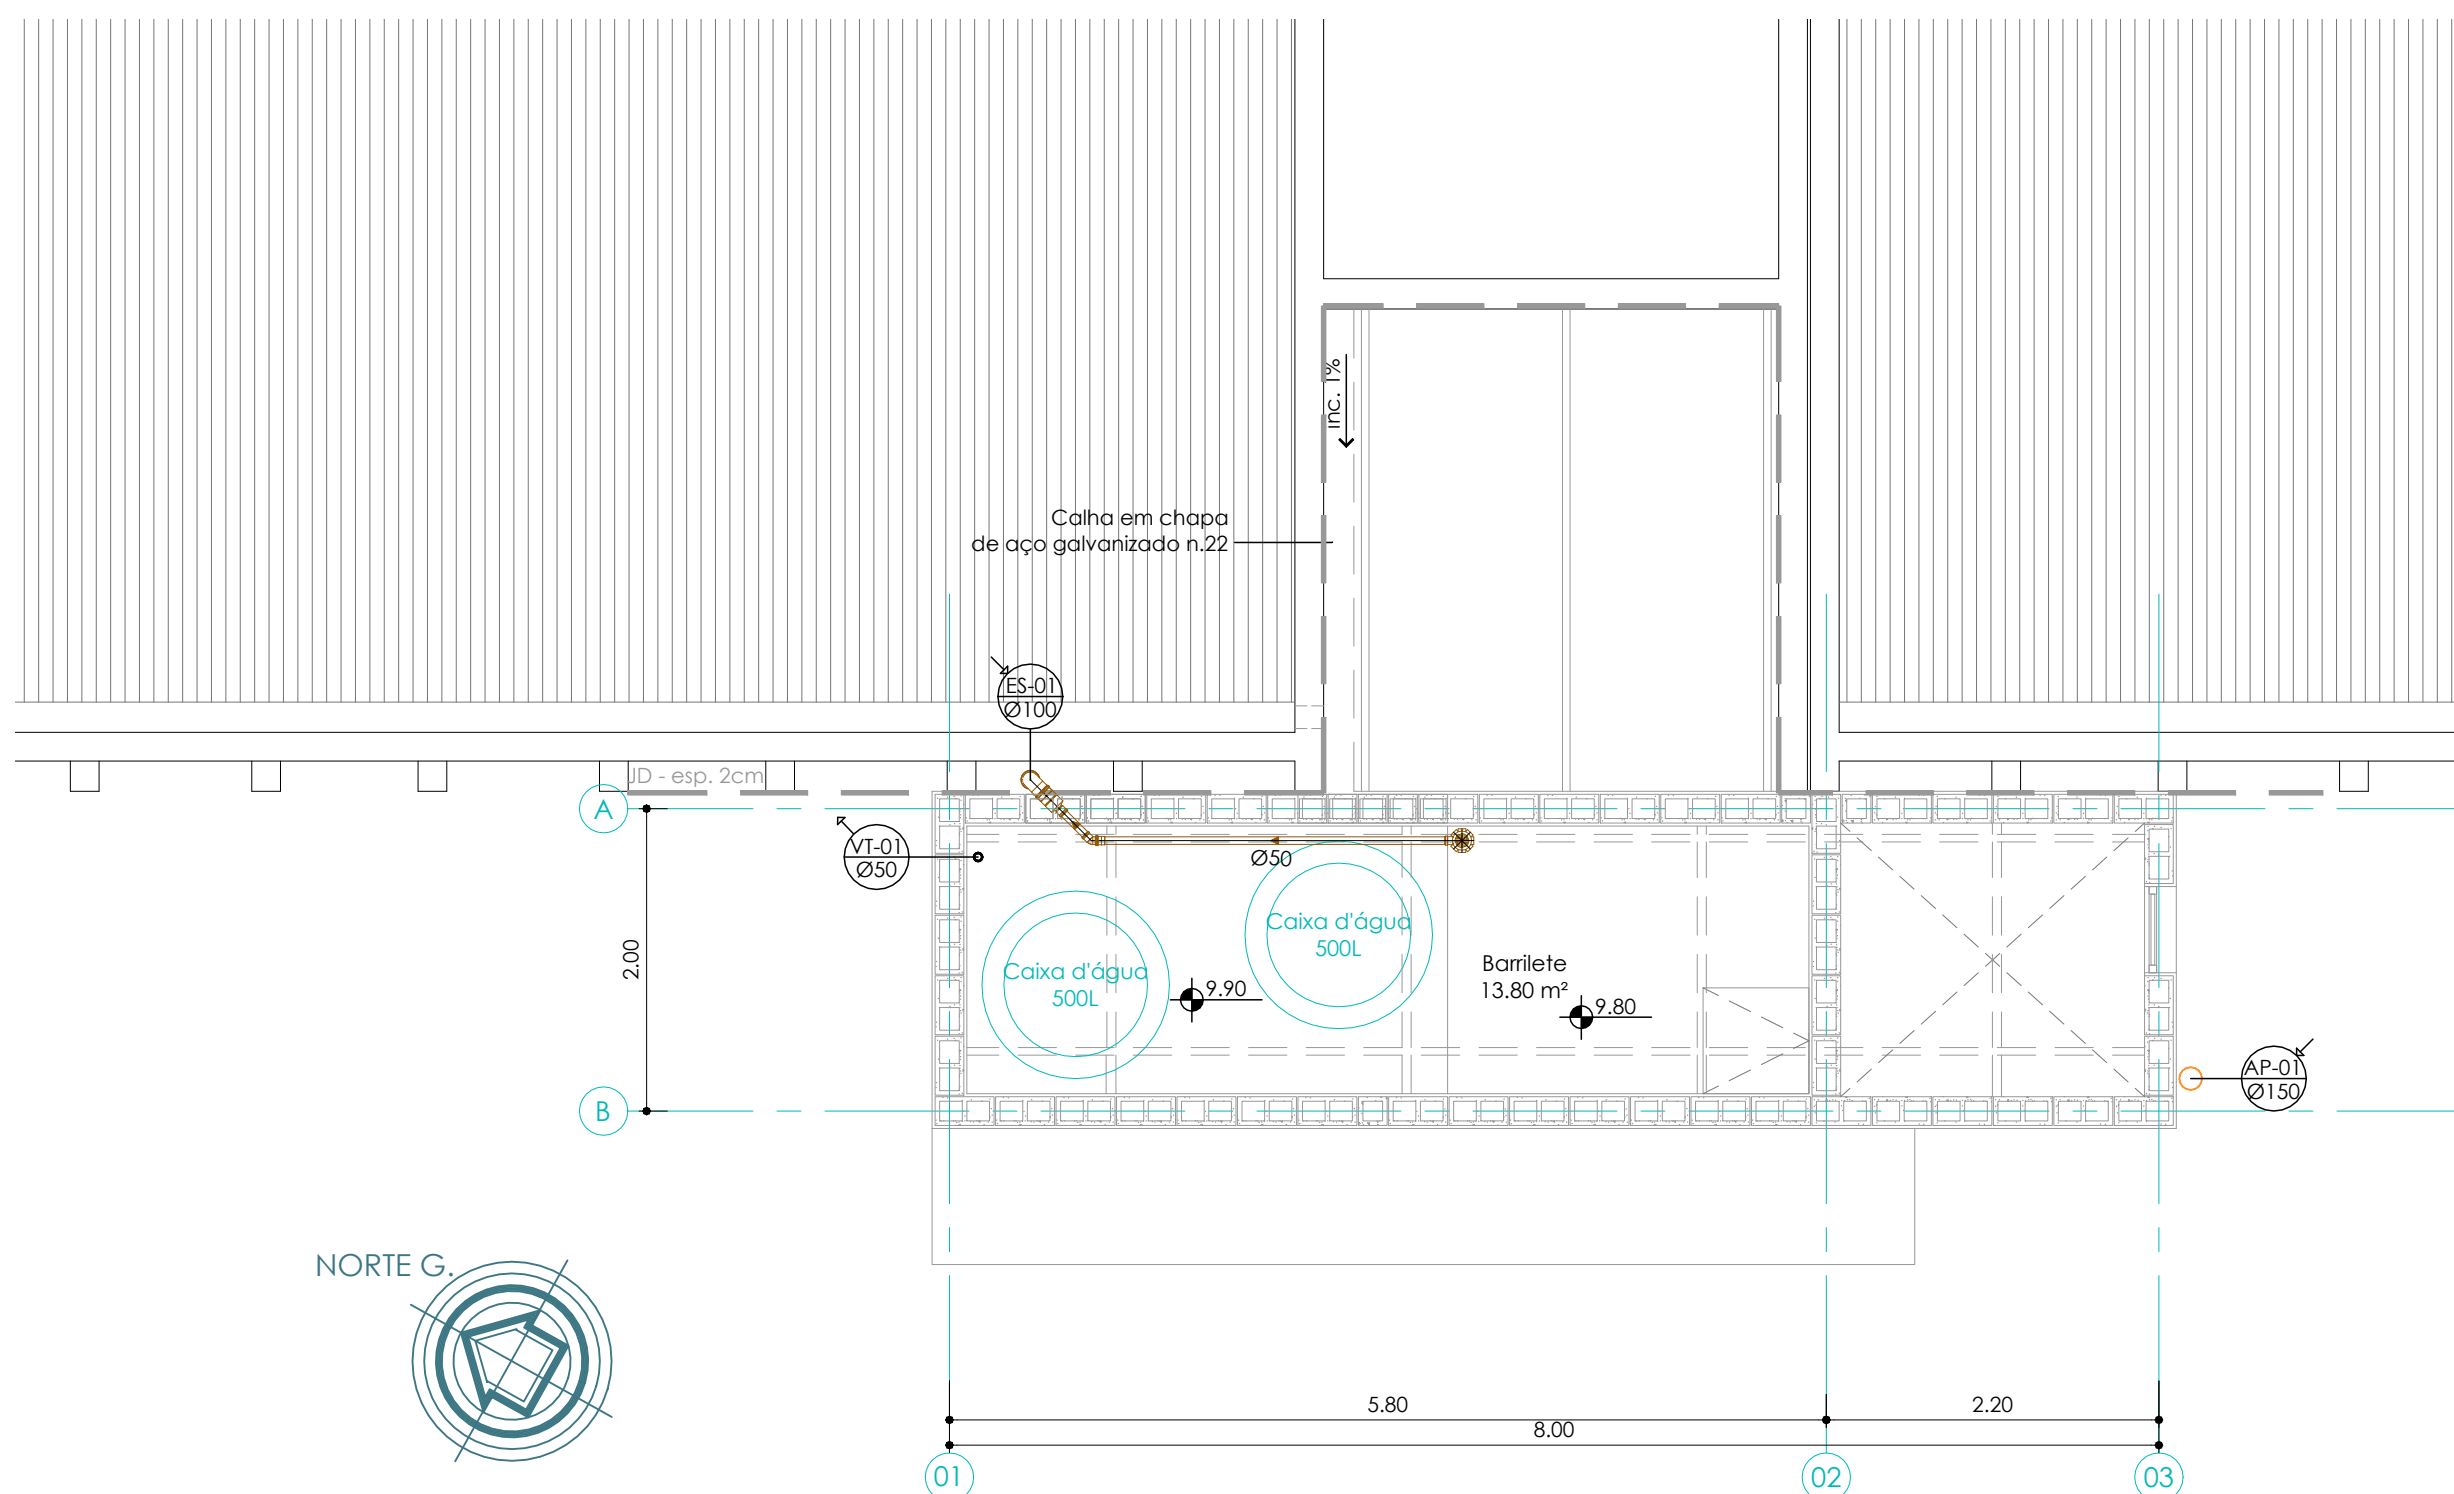 inc. 1%
Calha em chapa
de aço galvanizado n.22
ES-01
Ø100
JD - esp. 2cm
A
VT-01
Ø50
Ø50
Caixa d'água
500L
Caixa d'água
500L
9.90
Barrilete
13.80 m²
9.80
2.00
AP-01
Ø150
B
NORTE G.
5.80
2.20
8.00
01
02
03